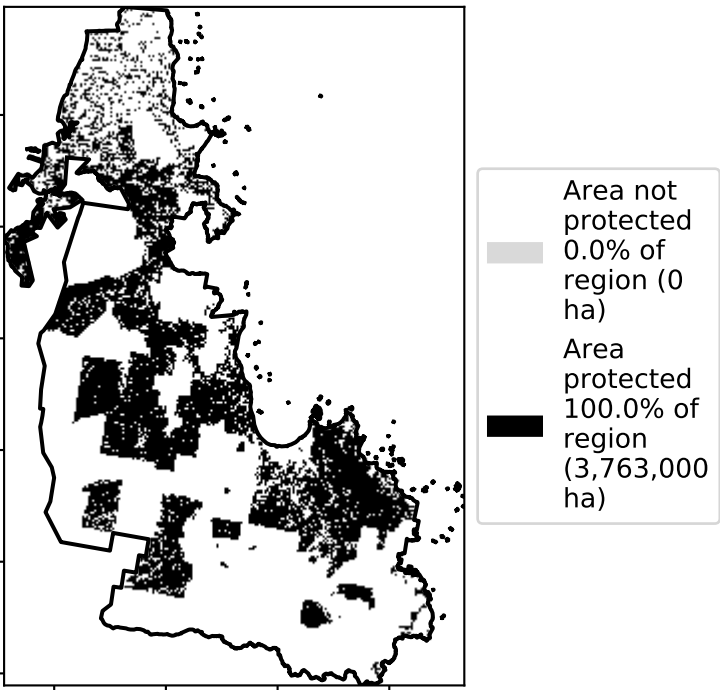 Area not
protected
0.0% of
region (0
ha)
Area
protected
100.0% of
region
(3,763,000
ha)